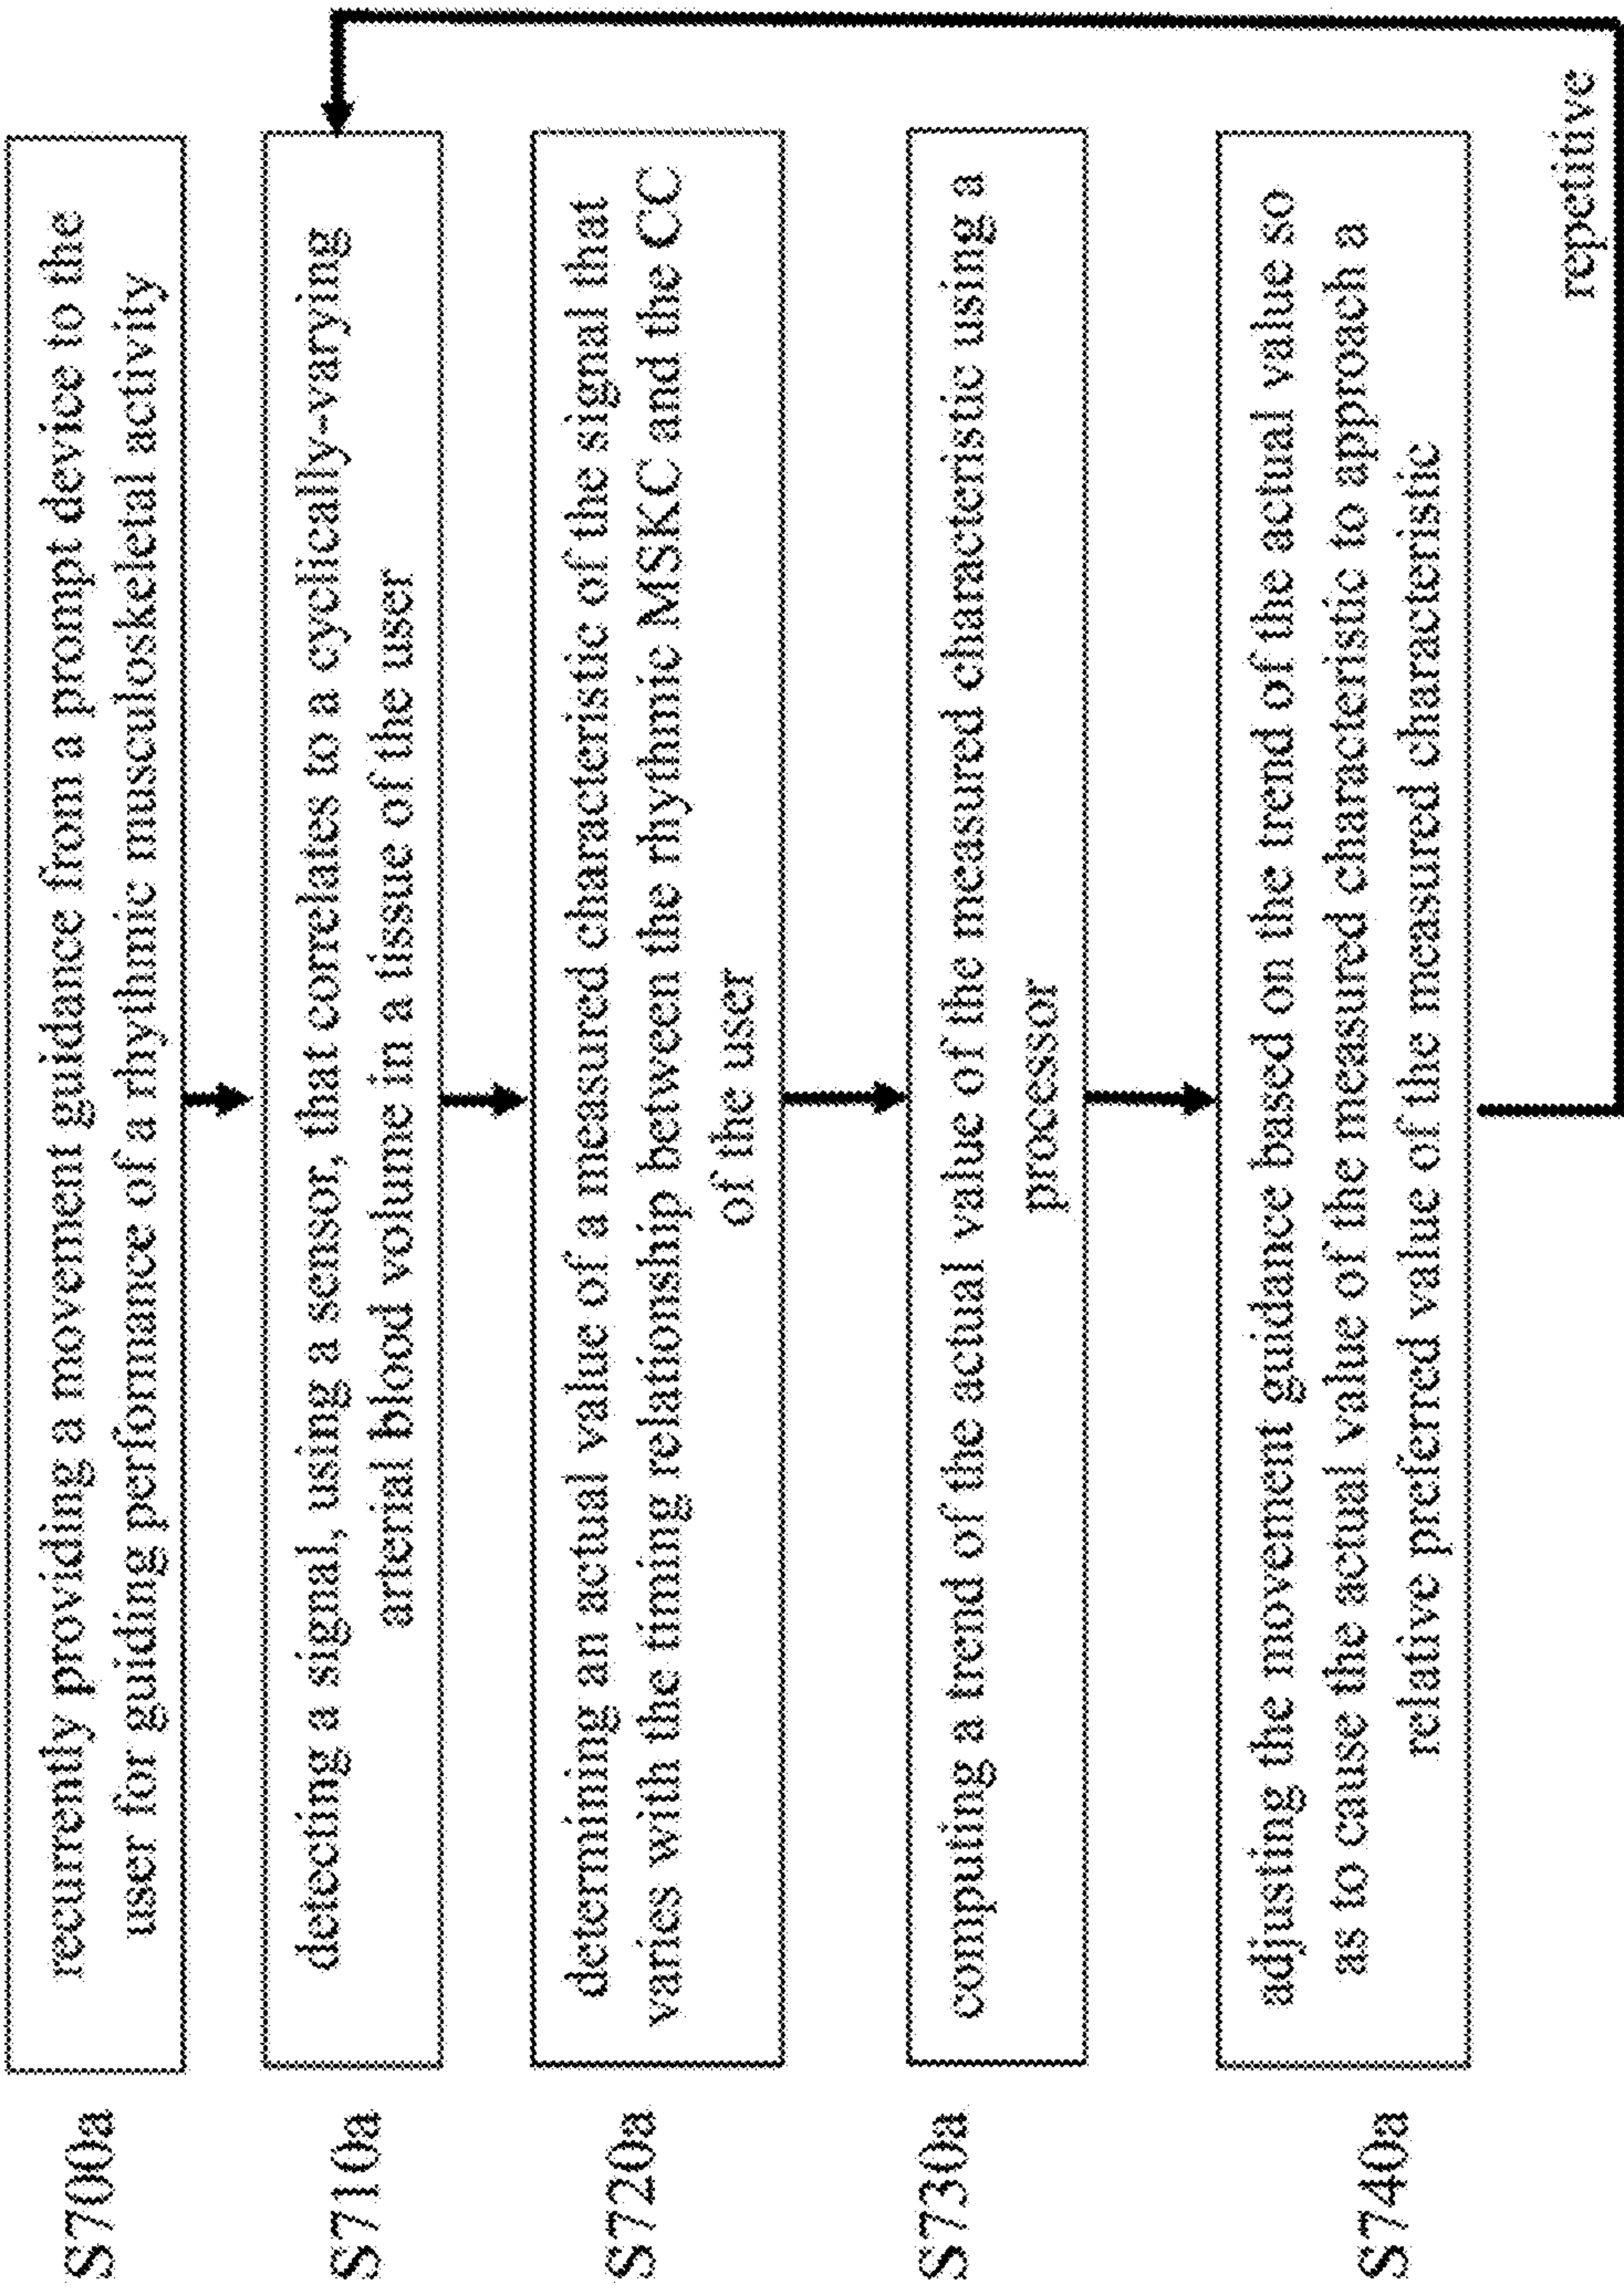 S700a
recurrently providing a movement guidance from a prompt device to the
user for guiding performance of a rhythmic musculoskeletal activity
S710a
detecting a signal, using a sensor, that correlates to a cyclically-varying
arterial blood volume in a tissue of the user
S720a
determining an actual value of a measured characteristic of the signal that
varies with the timing relationship between the rhythmic MSKC and the CC
of the user
S730a
computing a trend of the actual value of the measured characteristic using a
processor
S740a
adjusting the movement guidance based on the trend of the actual value so
as to cause the actual value of the measured characteristic to approach a
relative preferred value of the measured characteristic
repetitive